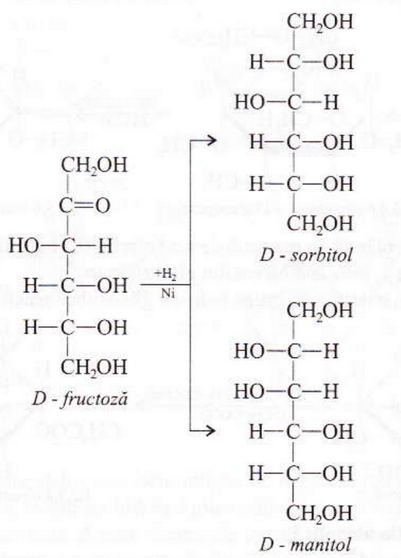 CH₂OH
H—C—OH
HO—C—H
H—C—OH
H—C—OH
CH₂OH
D - sorbitol
CH₂OH
C=O
HO—C—H
H—C—OH
H—C—OH
CH₂OH
D - fructoză
+H₂
Ni
CH₂OH
HO—C—H
HO—C—H
H—C—OH
H—C—OH
CH₂OH
D - manitol